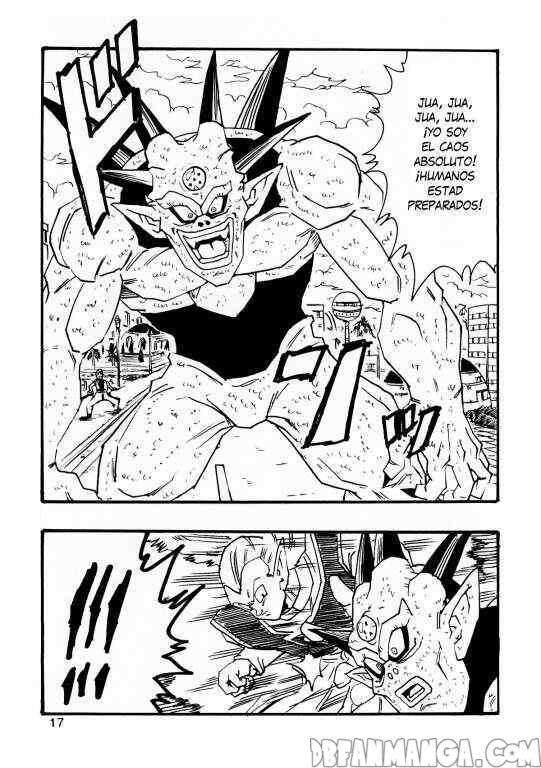 JUA, JUA,
JUA, JUA...
¡YO SOY
EL CAOS
ABSOLUTO!
¡HUMANOS
ESTAD
PREPARADOS!
17
DBFANMANGA.COM